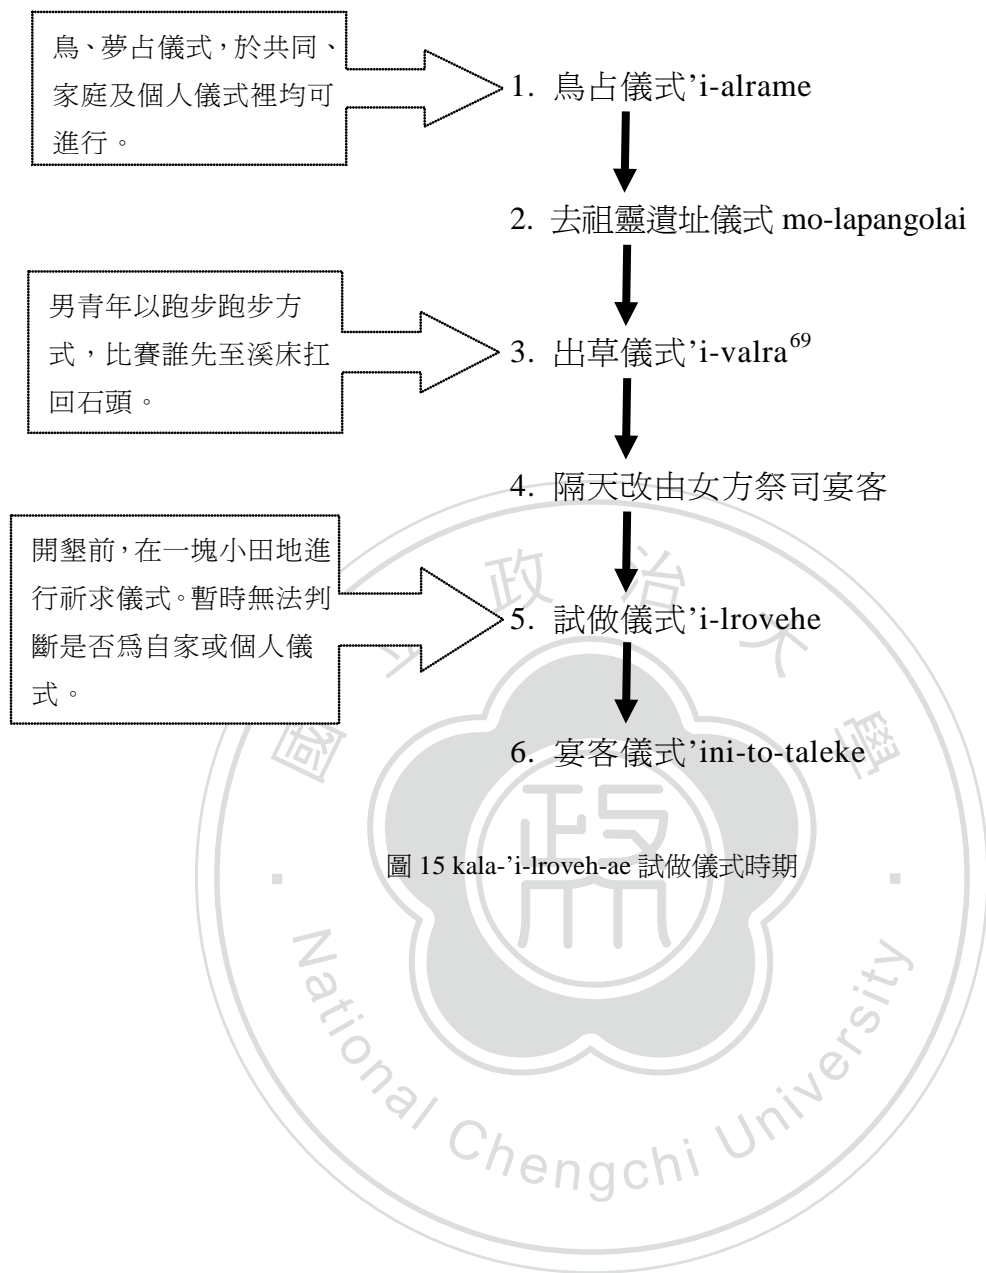 鳥、夢占儀式，於共同、
家庭及個人儀式裡均可
進行。
1. 鳥占儀式’i-alrame
2. 去祖靈遺址儀式 mo-lapangolai
男青年以跑步跑步方
式，比賽誰先至溪床扛
回石頭。
3. 出草儀式’i-valra69
4. 隔天改由女方祭司宴客
開墾前，在一塊小田地進
行祈求儀式。暫時無法判
斷是否為自家或個人儀
式。
5. 試做儀式’i-lrovehe
6. 宴客儀式’ini-to-taleke
圖 15 kala-’i-lroveh-ae 試做儀式時期
國立政治大學
National Chengchi University